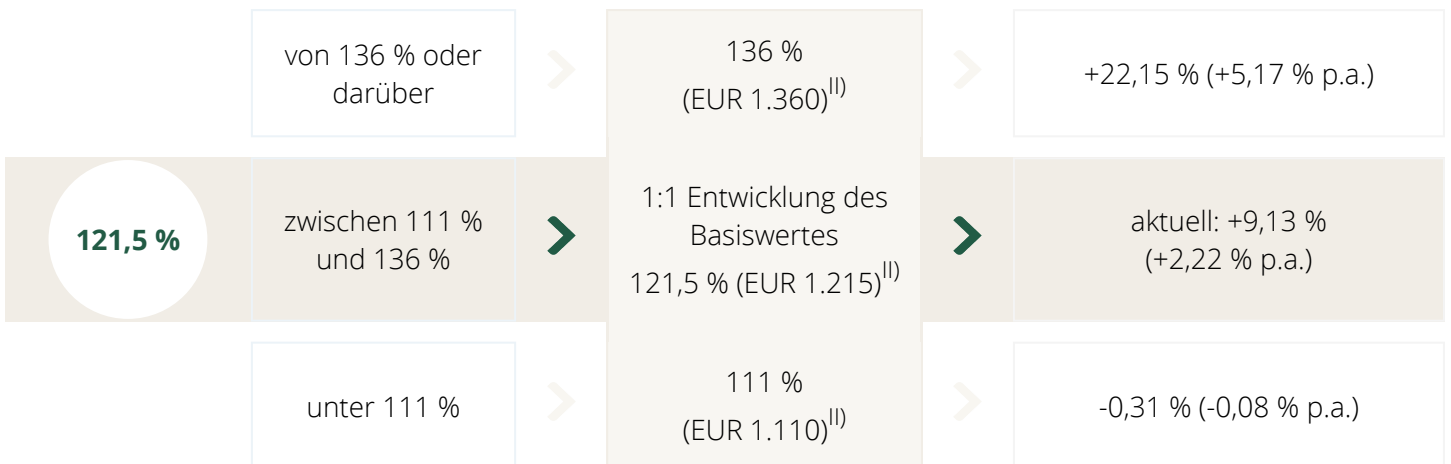 von 136 % oder
darüber
136 %
(EUR 1.360)II)
+22,15 % (+5,17 % p.a.)
121,5 %
zwischen 111 %
und 136 %
1:1 Entwicklung des
Basiswertes
121,5 % (EUR 1.215)II)
aktuell: +9,13 %
(+2,22 % p.a.)
unter 111 %
111 %
(EUR 1.110)II)
-0,31 % (-0,08 % p.a.)